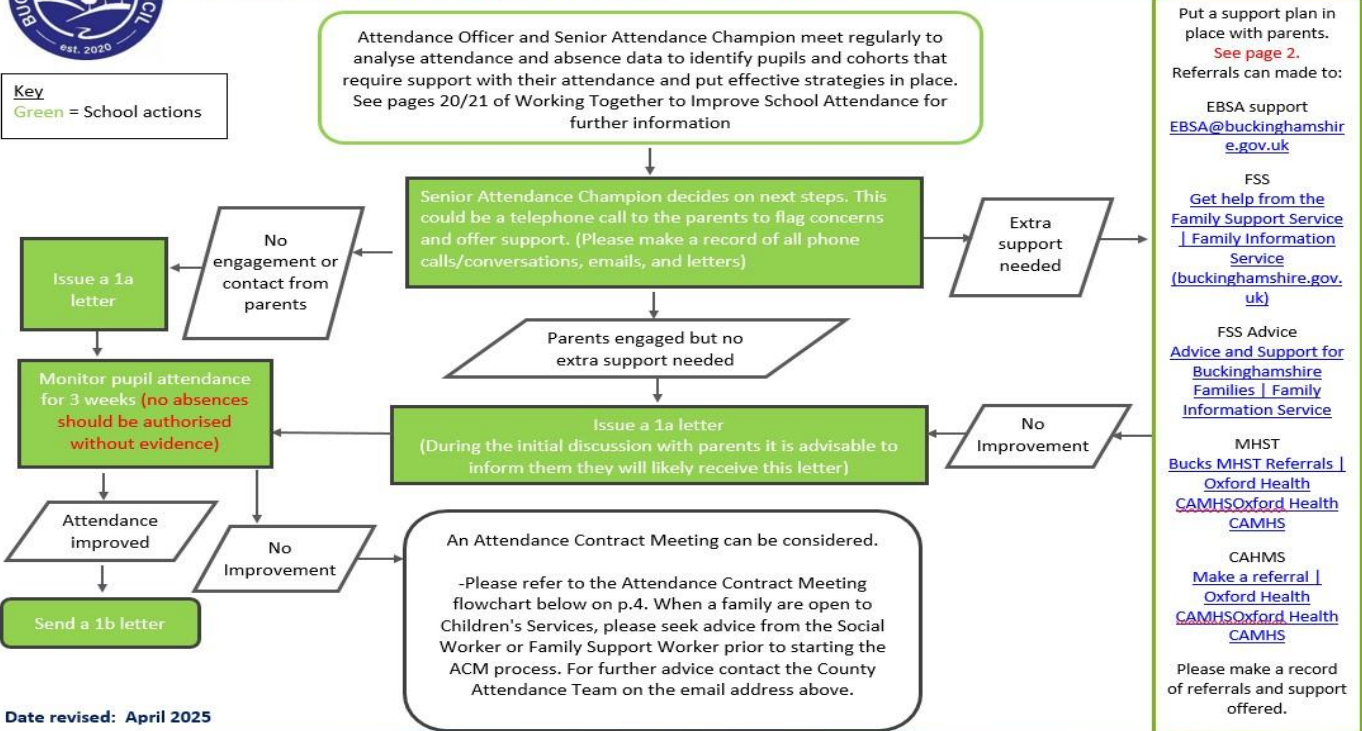 BUC
CIL
est. 2020
Key
Green = School actions
Attendance Officer and Senior Attendance Champion meet regularly to
analyse attendance and absence data to identify pupils and cohorts that
require support with their attendance and put effective strategies in place.
See pages 20/21 of Working Together to Improve School Attendance for
further information
Senior Attendance Champion decides on next steps. This
could be a telephone call to the parents to flag concerns
and offer support. (Please make a record of all phone
calls/conversations, emails, and letters)
No
engagement or
contact from
parents
Issue a 1a
letter
Extra
support
needed
Parents engaged but no
extra support needed
Monitor pupil attendance
for 3 weeks (no absences
should be authorised
without evidence)
Issue a 1a letter
(During the initial discussion with parents it is advisable to
inform them they will likely receive this letter)
No
Improvement
Attendance
improved
No
Improvement
Send a 1b letter
An Attendance Contract Meeting can be considered.
-Please refer to the Attendance Contract Meeting
flowchart below on p.4. When a family are open to
Children's Services, please seek advice from the Social
Worker or Family Support Worker prior to starting the
ACM process. For further advice contact the County
Attendance Team on the email address above.
Date revised: April 2025
Put a support plan in
place with parents.
See page 2.
Referrals can made to:
EBSA support
EBSA@buckinghamshir
e.gov.uk
FSS
Get help from the
Family Support Service
| Family Information
Service
(buckinghamshire.gov.
uk)
FSS Advice
Advice and Support for
Buckinghamshire
Families | Family
Information Service
MHST
Bucks MHST Referrals |
Oxford Health
CAMHSOxford Health
CAMHS
CAHMS
Make a referral |
Oxford Health
CAMHSOxford Health
CAMHS
Please make a record
of referrals and support
offered.